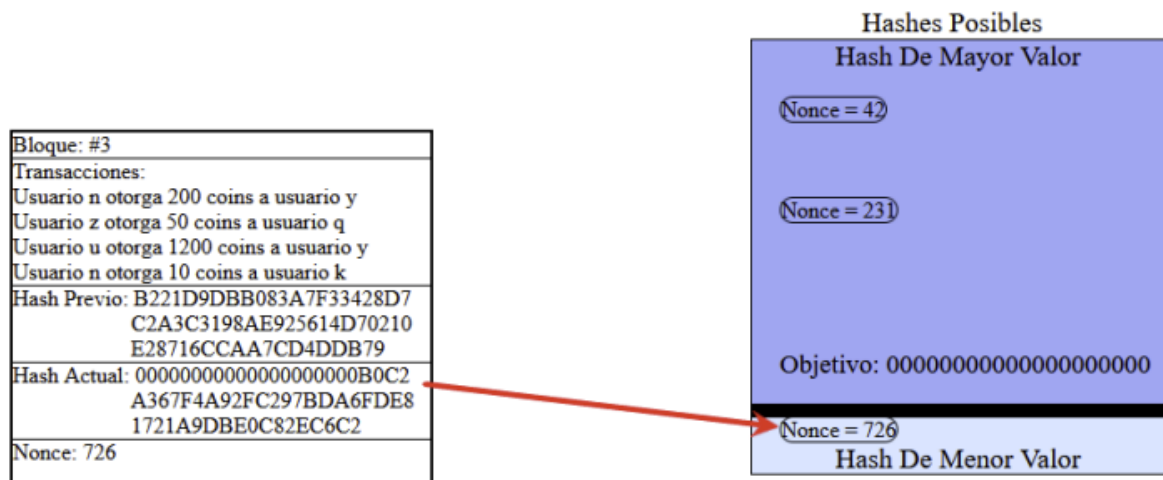 Bloque: #3
Transacciones:
Usuario n otorga 200 coins a usuario y
Usuario z otorga 50 coins a usuario q
Usuario u otorga 1200 coins a usuario y
Usuario n otorga 10 coins a usuario k
Hash Previo: B221D9DBB083A7F33428D7
C2A3C3198AE925614D70210
E28716CCAA7CD4DDB79
Hash Actual: 00000000000000000000B0C2
A367F4A92FC297BDA6FDE8
1721A9DBE0C82EC6C2
Nonce: 726
Hashes Posibles
Hash De Mayor Valor
Nonce = 42
Nonce = 231
Objetivo: 00000000000000000000
Nonce = 726
Hash De Menor Valor